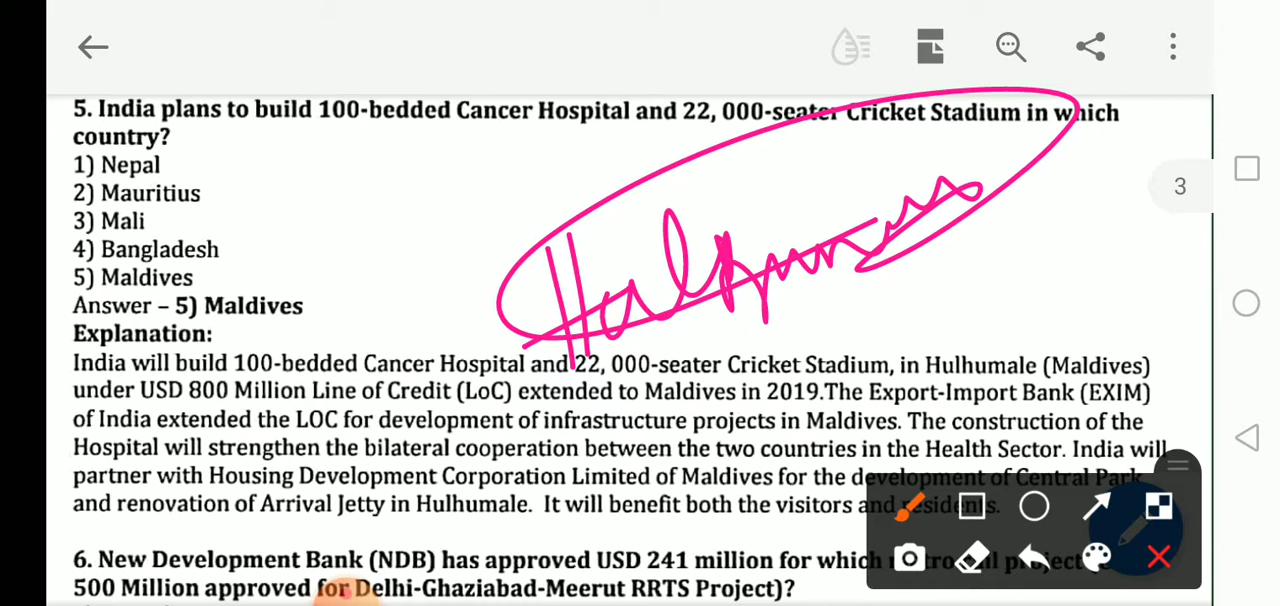 5. India plans to build 100-bedded Cancer Hospital and 22, 000-seater Cricket Stadium in which
country?
3
1) Nepal
2) Mauritius
3) Mali
4) Bangladesh
5) Maldives
Answer – 5) Maldives
Explanation:
India will build 100-bedded Cancer Hospital and 22, 000-seater Cricket Stadium, in Hulhumale (Maldives)
under USD 800 Million Line of Credit (LoC) extended to Maldives in 2019.The Export-Import Bank (EXIM)
of India extended the LOC for development of infrastructure projects in Maldives. The construction of the
Hospital will strengthen the bilateral cooperation between the two countries in the Health Sector. India will
partner with Housing Development Corporation Limited of Maldives for the development of Central Park
and renovation of Arrival Jetty in Hulhumale. It will benefit both the visitors and residents.
6. New Development Bank (NDB) has approved USD 241 million for which
500 Million approved for Delhi-Ghaziabad-Meerut RRTS Project)?